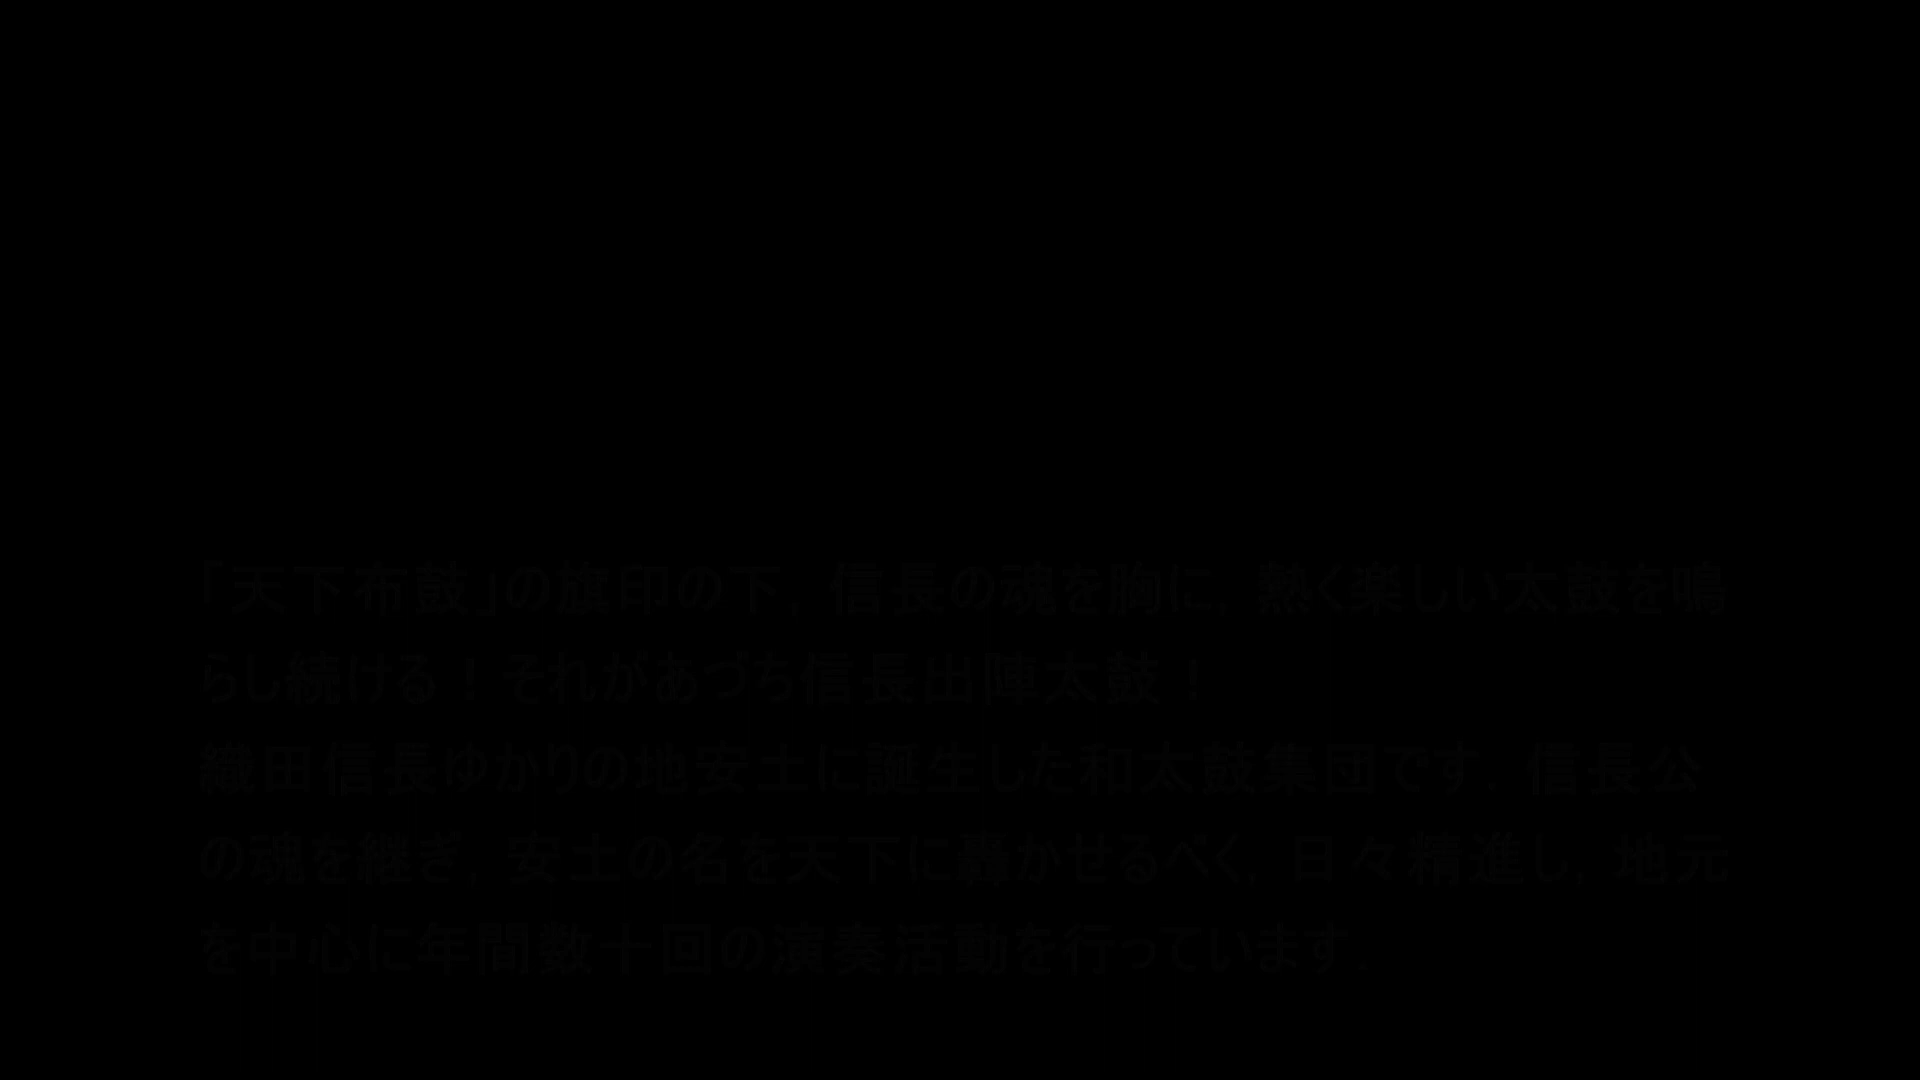 「天下布鼓」の旗印の下, 信長の魂を胸に, 熱く楽しい太鼓を鳴
らし続ける！それがあづち信長出陣太鼓！
織田信長ゆかりの地安土に誕生した和太鼓集団です. 信長公
の魂を継ぎ, 安土の名を天下に轟かせるべく, 日々精進し, 地元
を中心に年間数十回の演奏活動を行っています.